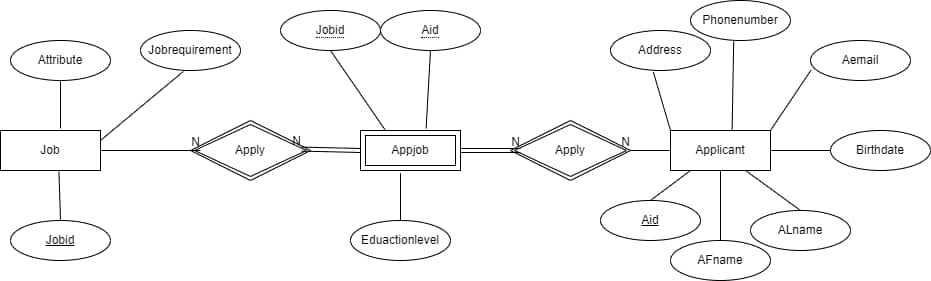 Phonenumber
Jobid
Aid
Jobrequirement
Address
Attribute
Aemail
N
N
N
N
Job
Apply
Appjob
Apply
Applicant
Birthdate
Aid
ALname
Jobid
Eduactionlevel
AFname